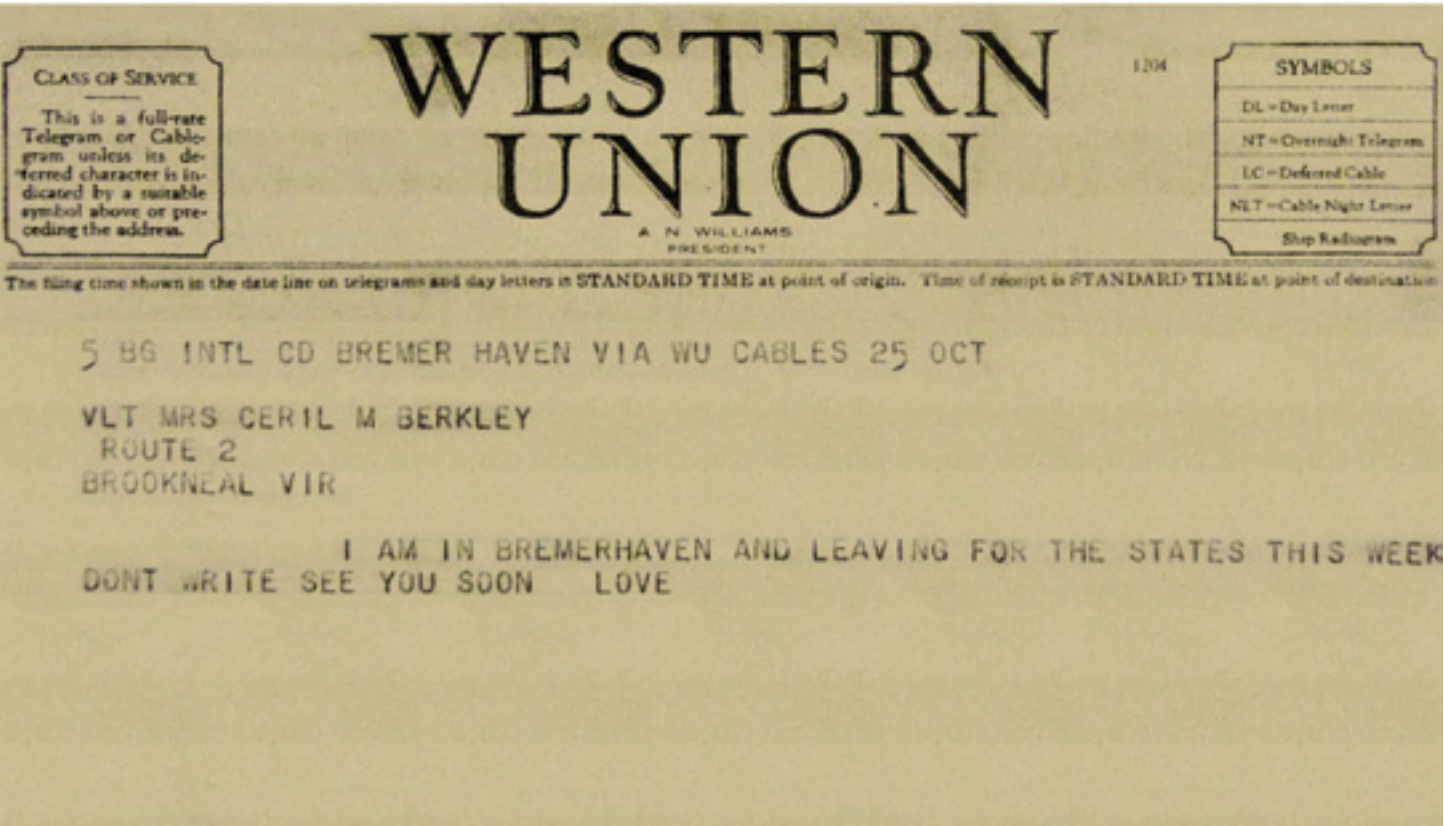 CLASS OF SERVICE
This is a full-rate
Telegram or Cable-
gram unless its de-
ferred character is in-
dicated by a suitable
symbol above or pre-
ceding the address.
WESTERN
UNION
A. N. WILLIAMS
PRESIDENT
1204
SYMBOLS
DL = Day Letter
NT = Overnight Telegram
LC = Deferred Cable
NLT = Cable Night Letter
Ship Radiogram
The filing time shown in the date line on telegrams and day letters is STANDARD TIME at point of origin. Time of receipt is STANDARD TIME at point of destination
5 BG INTL CD BREMER HAVEN VIA WU CABLES 25 OCT
VLT MRS CERIL M BERKLEY
ROUTE 2
BROOKNEAL VIR
I AM IN BREMERHAVEN AND LEAVING FOR THE STATES THIS WEEK
DONT WRITE SEE YOU SOON LOVE